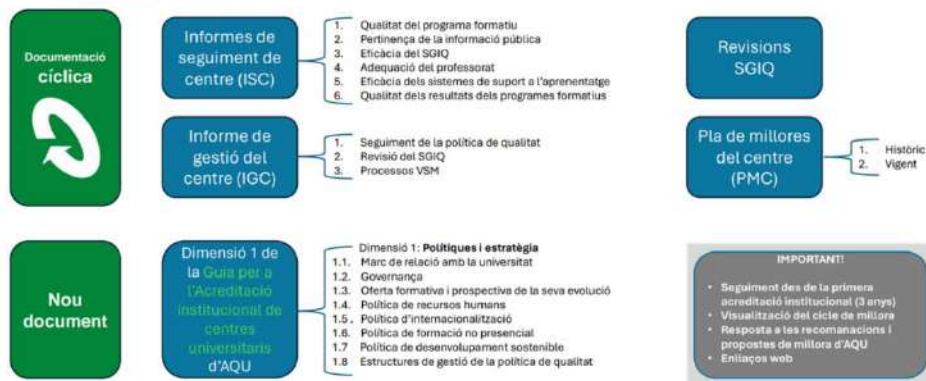 Documentació
cíclica
Informes de
seguiment de
centre (ISC)
1. Qualitat del programa formatiu
2. Pertinença de la informació pública
3. Eficàcia del SGIQ
4. Adequació del professorat
5. Eficàcia dels sistemes de suport a l'aprenentatge
6. Qualitat dels resultats dels programes formatius
Revisions
SGIQ
Informe de
gestió del
centre (IGC)
1. Seguiment de la política de qualitat
2. Revisió del SGIQ
3. Processos VSM
Pla de millores
del centre
(PMC)
1. Històric
2. Vigent
Nou
document
Dimensió 1 de
la Guia per a
l'Acreditació
institucional de
centres
universitaris
d'AQU
Dimensió 1: Polítiques i estratègia
1.1. Marc de relació amb la universitat
1.2. Governança
1.3. Oferta formativa i prospectiva de la seva evolució
1.4. Política de recursos humans
1.5. Política d'internacionalització
1.6. Política de formació no presencial
1.7 Política de desenvolupament sostenible
1.8 Estructures de gestió de la política de qualitat
IMPORTANT!
• Seguiment des de la primera
acreditació institucional (3 anys)
• Visualització del cicle de millora
• Resposta a les recomanacions i
propostes de millora d'AQU
• Enllaços web